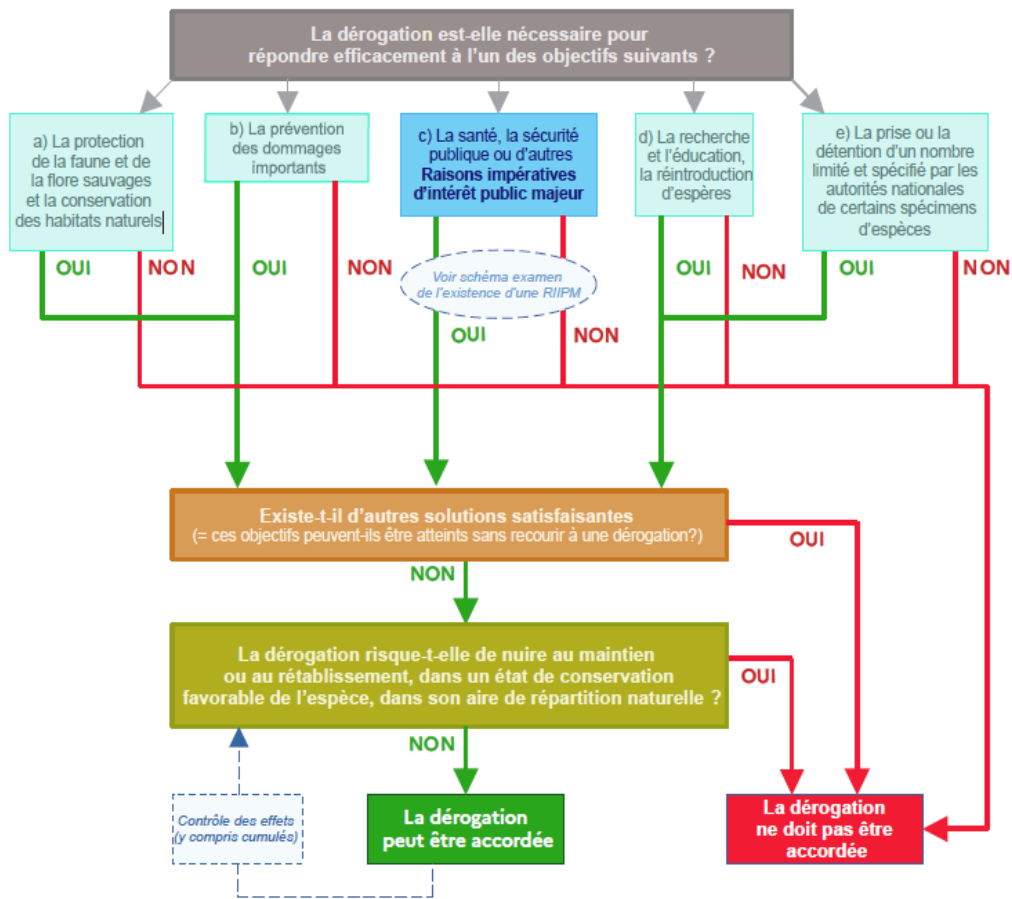 La dérogation est-elle nécessaire pour
répondre efficacement à l'un des objectifs suivants ?
a) La protection
de la faune et de
la flore sauvages
et la conservation
des habitats naturels
b) La prévention
des dommages
importants
c) La santé, la sécurité
publique ou d'autres
Raisons impératives
d'intérêt public majeur
d) La recherche
et l'éducation,
la réintroduction
d'espères
e) La prise ou la
détention d'un nombre
limité et spécifié par les
autorités nationales
de certains spécimens
d'espèces
OUI
NON
OUI
NON
Voir schéma examen
de l'existence d'une RIIPM
OUI
NON
OUI
NON
OUI
NON
Existe-t-il d'autres solutions satisfaisantes
(= ces objectifs peuvent-ils être atteints sans recourir à une dérogation?)
OUI
NON
La dérogation risque-t-elle de nuire au maintien
ou au rétablissement, dans un état de conservation
favorable de l'espèce, dans son aire de répartition naturelle ?
OUI
NON
Contrôle des effets
(y compris cumulés)
La dérogation
peut être accordée
La dérogation
ne doit pas être
accordée